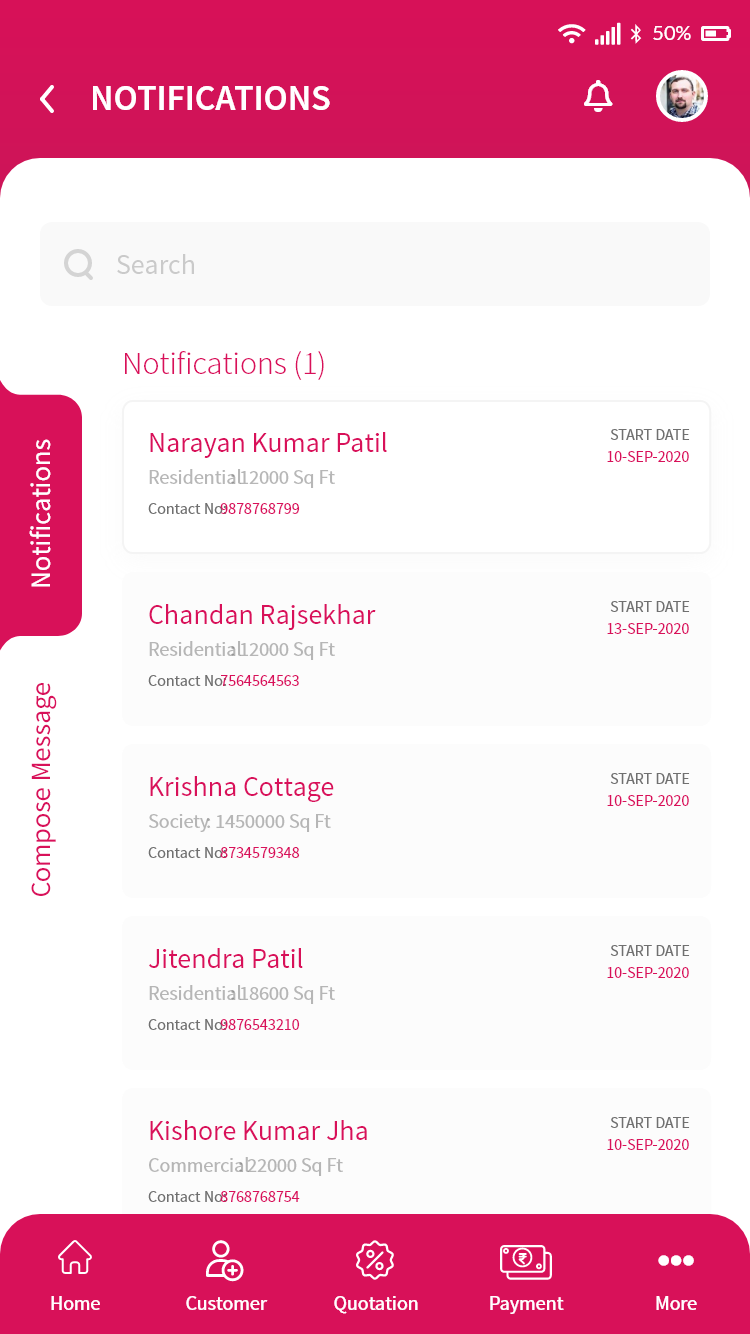 50%
NOTIFICATIONS
Search
Notifications (1)
Notifications
Compose Message
Narayan Kumar Patil
START DATE
10-SEP-2020
Residential: 12000 Sq Ft
Contact No: 9878768799
Chandan Rajsekhar
START DATE
13-SEP-2020
Residential: 12000 Sq Ft
Contact No: 7564564563
Krishna Cottage
START DATE
10-SEP-2020
Society: 1450000 Sq Ft
Contact No: 8734579348
Jitendra Patil
START DATE
10-SEP-2020
Residential: 18600 Sq Ft
Contact No: 9876543210
Kishore Kumar Jha
START DATE
10-SEP-2020
Commercial: 22000 Sq Ft
Contact No: 8768768754
Home Customer Quotation Payment More